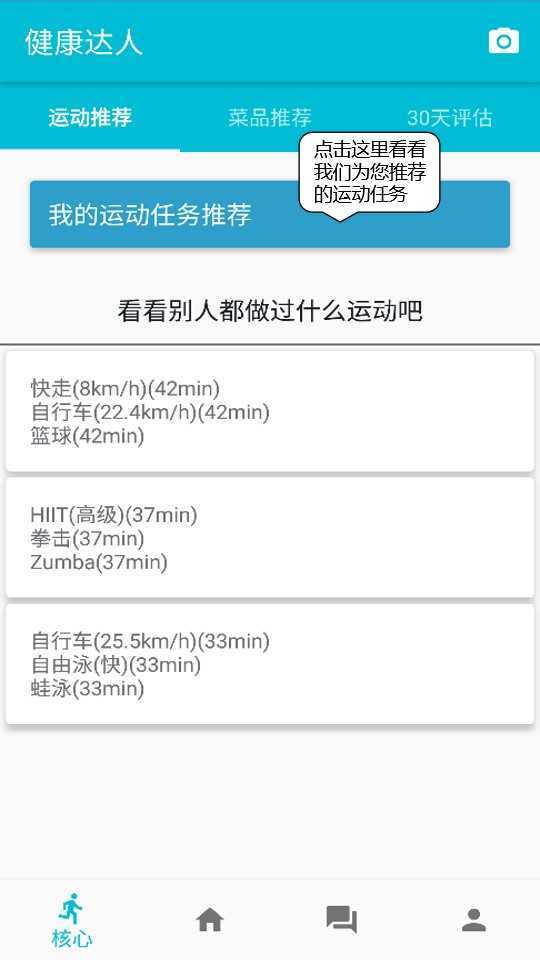 健康达人
运动推荐
菜品推荐
30天评估
点击这里看看
我们为您推荐
的运动任务
我的运动任务推荐
看看别人都做过什么运动吧
快走(8km/h)(42min)
自行车(22.4km/h)(42min)
篮球(42min)
HIIT(高级)(37min)
拳击(37min)
Zumba(37min)
自行车(25.5km/h)(33min)
自由泳(快)(33min)
蛙泳(33min)
核心